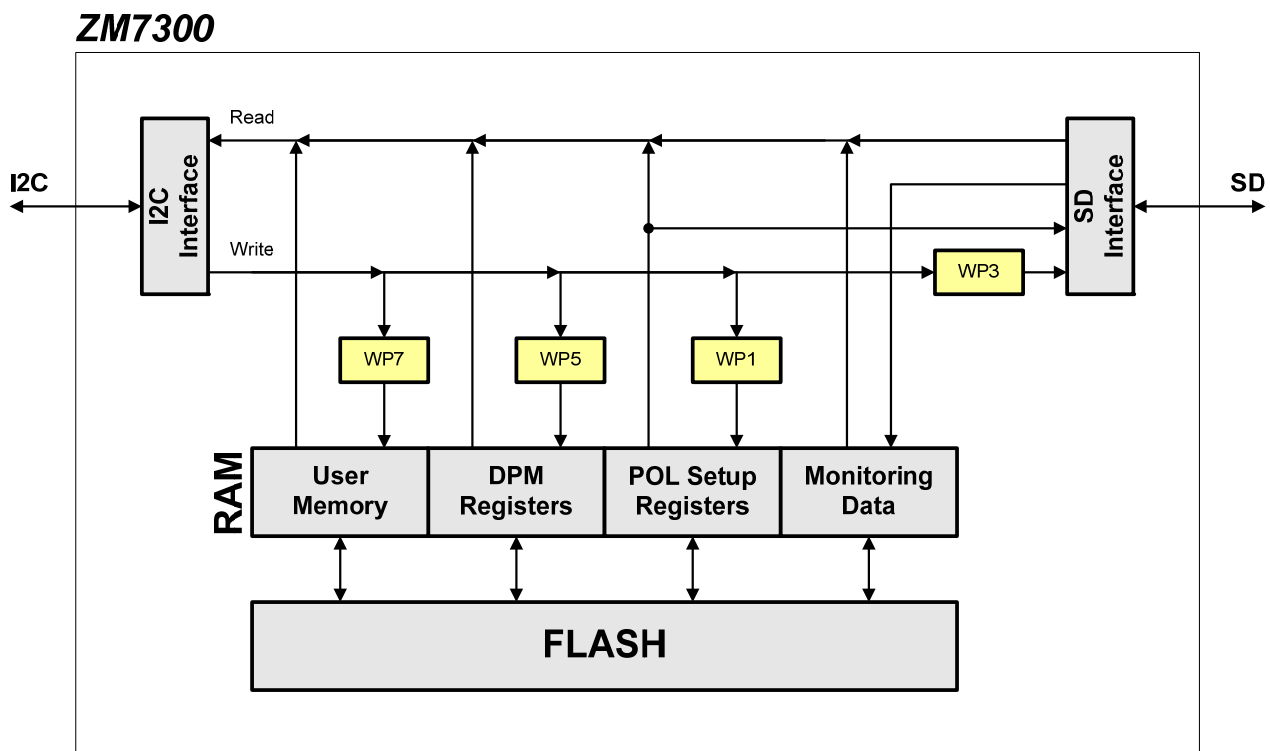 ZM7300
Read
I2C
I2C
Interface
SD
Interface
SD
Write
WP3
WP7
WP5
WP1
RAM
User
Memory
DPM
Registers
POL Setup
Registers
Monitoring
Data
FLASH